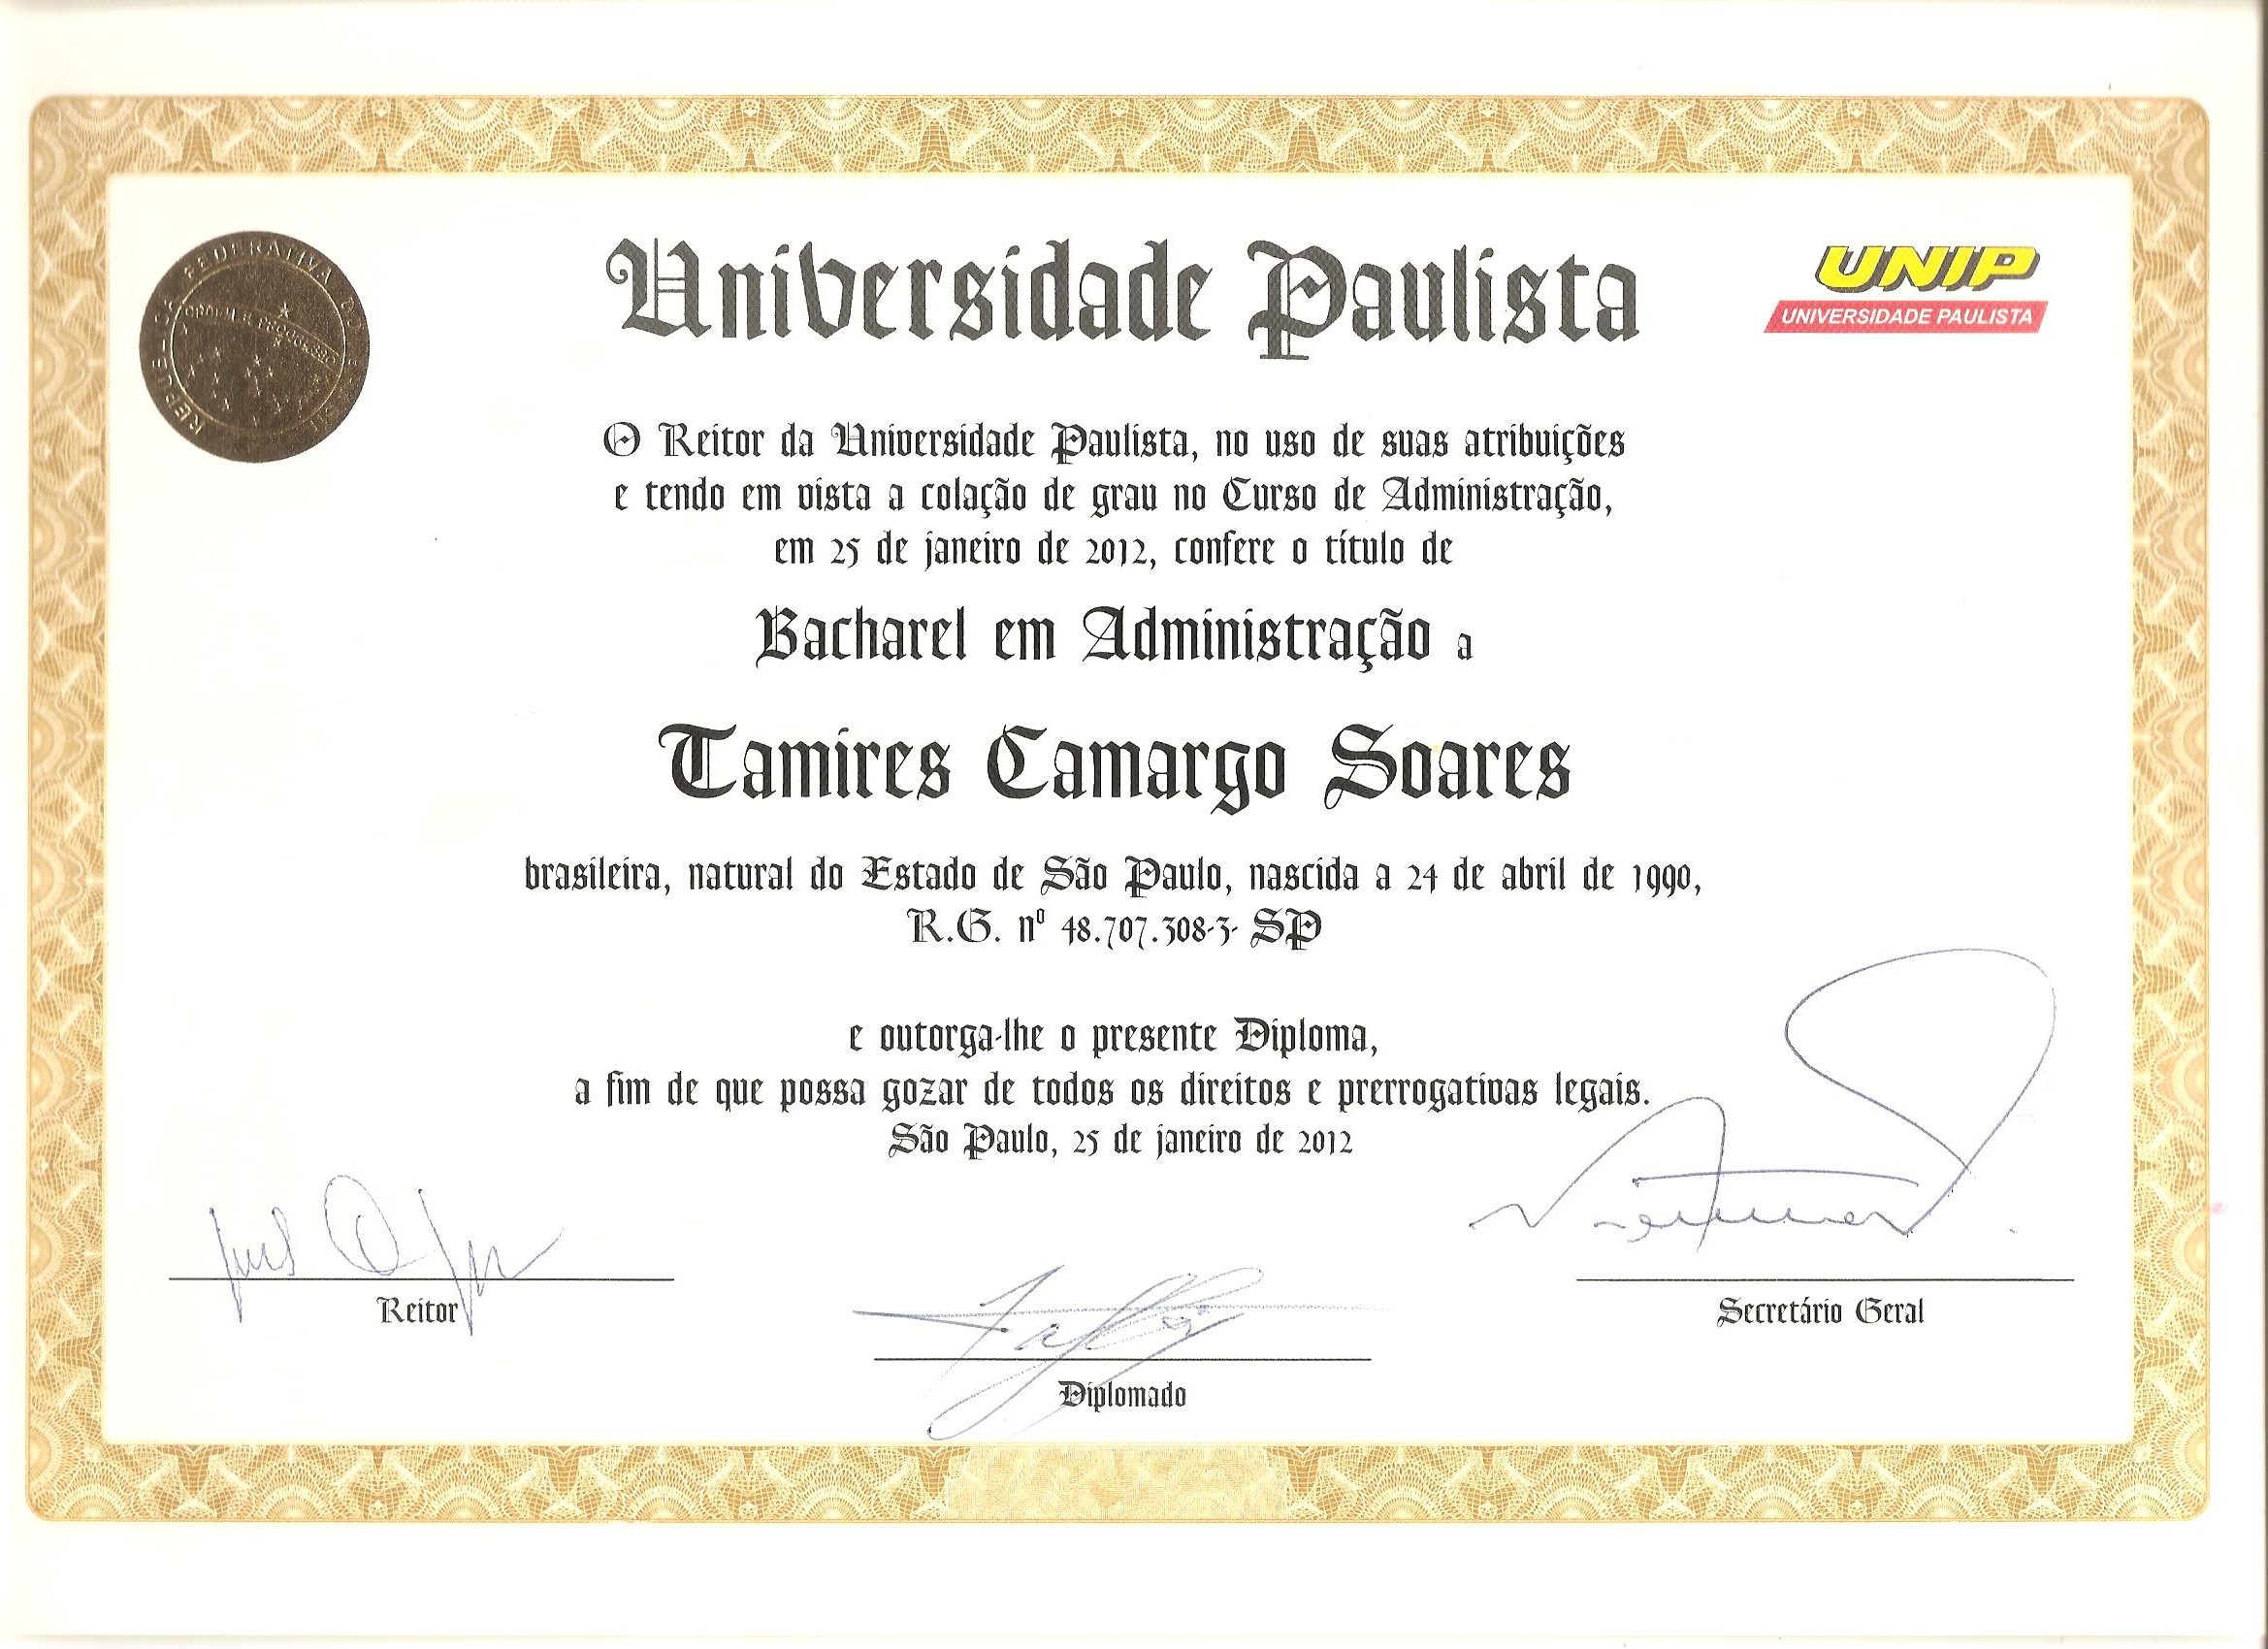 REPÚBLICA FEDERATIVA DO BRASIL
ORDEM E PROGRESSO
Universidade Paulista
UNIP
UNIVERSIDADE PAULISTA
O Reitor da Universidade Paulista, no uso de suas atribuições
e tendo em vista a colação de grau no Curso de Administração,
em 25 de janeiro de 2012, confere o título de
Bacharel em Administração a
Tamires Camargo Soares
brasileira, natural do Estado de São Paulo, nascida a 24 de abril de 1990,
R.G. nº 48.707.308-3- SP
e outorga-lhe o presente Diploma,
a fim de que possa gozar de todos os direitos e prerrogativas legais.
São Paulo, 25 de janeiro de 2012
Reitor
Secretário Geral
Diplomado